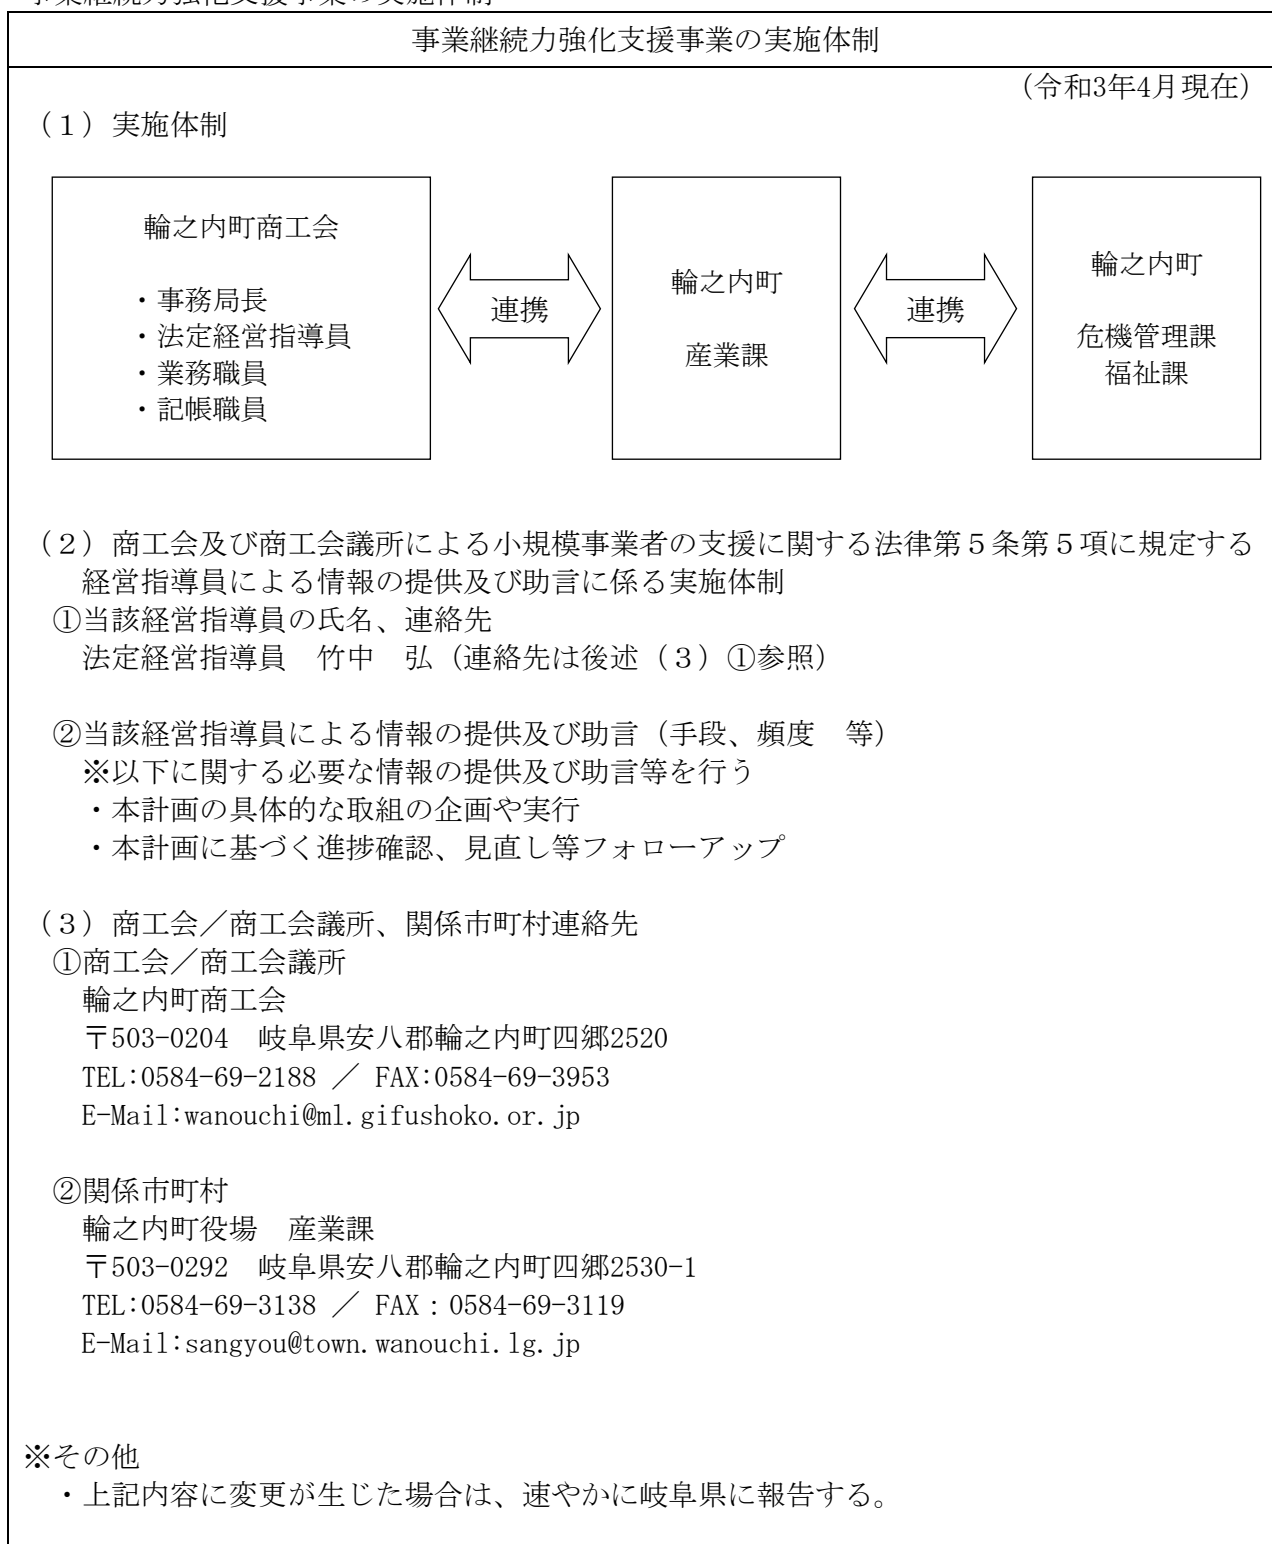 事業継続力強化支援事業の実施体制
事業継続力強化支援事業の実施体制
(令和3年4月現在)
(1)実施体制
輪之内町商工会
・事務局長
・法定経営指導員
・業務職員
・記帳職員
連携
輪之内町
産業課
連携
輪之内町
危機管理課
福祉課
(2)商工会及び商工会議所による小規模事業者の支援に関する法律第5条第5項に規定する
経営指導員による情報の提供及び助言に係る実施体制
①当該経営指導員の氏名、連絡先
法定経営指導員 竹中 弘(連絡先は後述(3)①参照)
②当該経営指導員による情報の提供及び助言(手段、頻度 等)
※以下に関する必要な情報の提供及び助言等を行う
・本計画の具体的な取組の企画や実行
・本計画に基づく進捗確認、見直し等フォローアップ
(3)商工会/商工会議所、関係市町村連絡先
①商工会/商工会議所
輪之内町商工会
〒503-0204 岐阜県安八郡輪之内町四郷2520
TEL:0584-69-2188 / FAX:0584-69-3953
E-Mail:wanouchi@ml.gifushoko.or.jp
②関係市町村
輪之内町役場 産業課
〒503-0292 岐阜県安八郡輪之内町四郷2530-1
TEL:0584-69-3138 / FAX:0584-69-3119
E-Mail:sangyou@town.wanouchi.lg.jp
※その他
・上記内容に変更が生じた場合は、速やかに岐阜県に報告する。